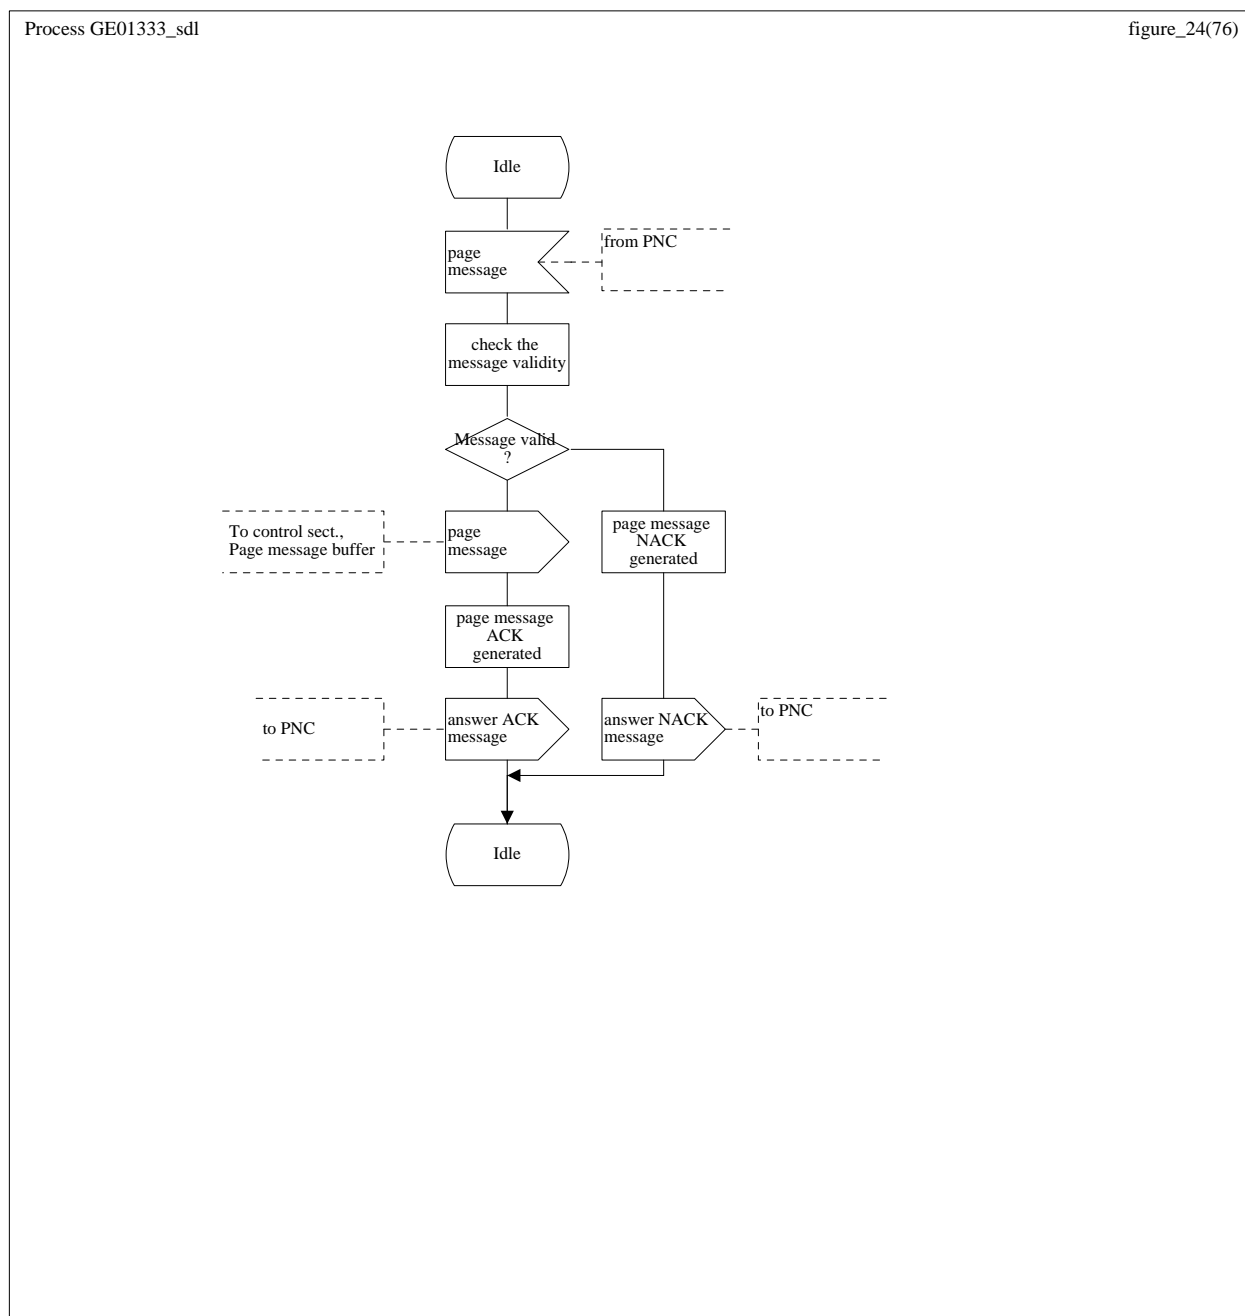 Process GE01333_sdl
figure_24(76)
Idle
page
message
from PNC
check the
message validity
Message valid
?
To control sect.,
Page message buffer
page
message
page message
NACK
generated
page message
ACK
generated
to PNC
answer ACK
message
answer NACK
message
to PNC
Idle